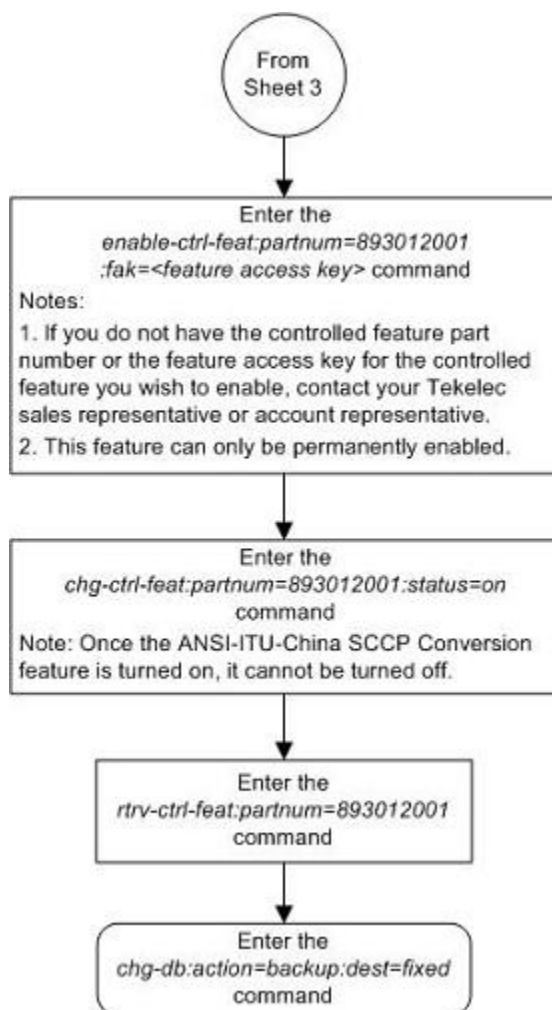 From
Sheet 3
Enter the
enable-ctrl-feat:partnum=893012001
:fak=<feature access key> command
Notes:
1. If you do not have the controlled feature part
number or the feature access key for the controlled
feature you wish to enable, contact your Tekelec
sales representative or account representative.
2. This feature can only be permanently enabled.
Enter the
chg-ctrl-feat:partnum=893012001:status=on
command
Note: Once the ANSI-ITU-China SCCP Conversion
feature is turned on, it cannot be turned off.
Enter the
rtrv-ctrl-feat:partnum=893012001
command
Enter the
chg-db:action=backup:dest=fixed
command